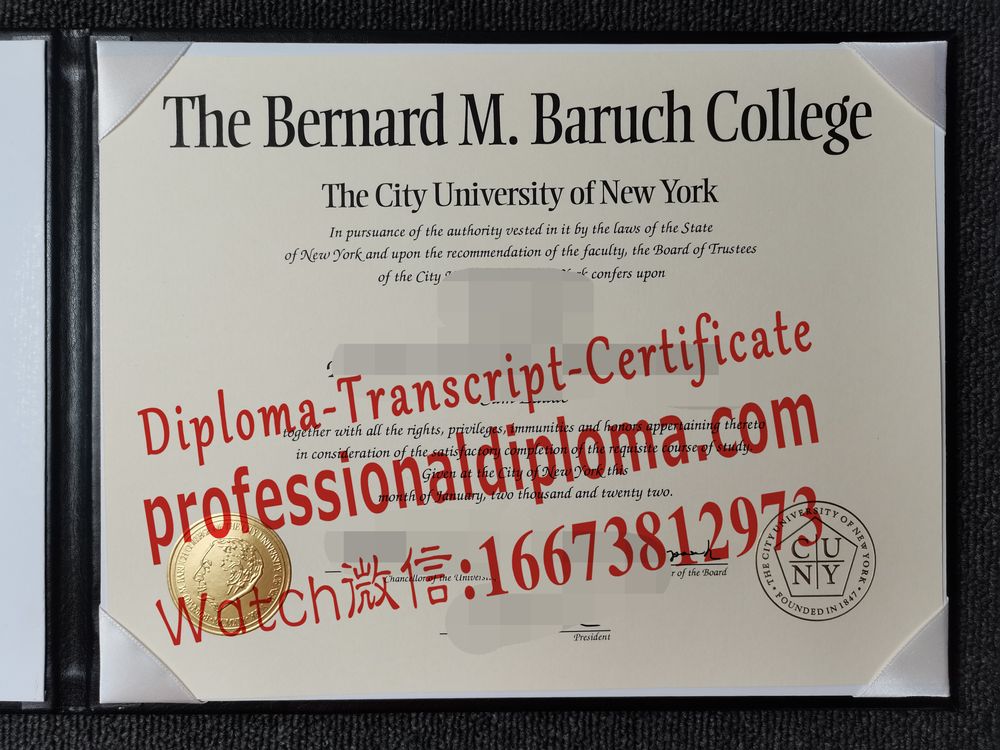 The Bernard M. Baruch College
The City University of New York
In pursuance of the authority vested in it by the laws of the State
of New York and upon the recommendation of the faculty, the Board of Trustees
of the City York confers upon
Diploma-Transcript-Certificate
together with all the rights, privileges, immunities and honors appertaining thereto
in consideration of the satisfactory completion of the requisite course of study.
professionaldiploma.com
Given at the City of New York this
month of January, two thousand and twenty two.
Watch微信:16673812973
Chancellor of the Univers
r of the Board
President
THE CITY UNIVERSITY OF NEW YORK
CU
NY
FOUNDED IN 1847